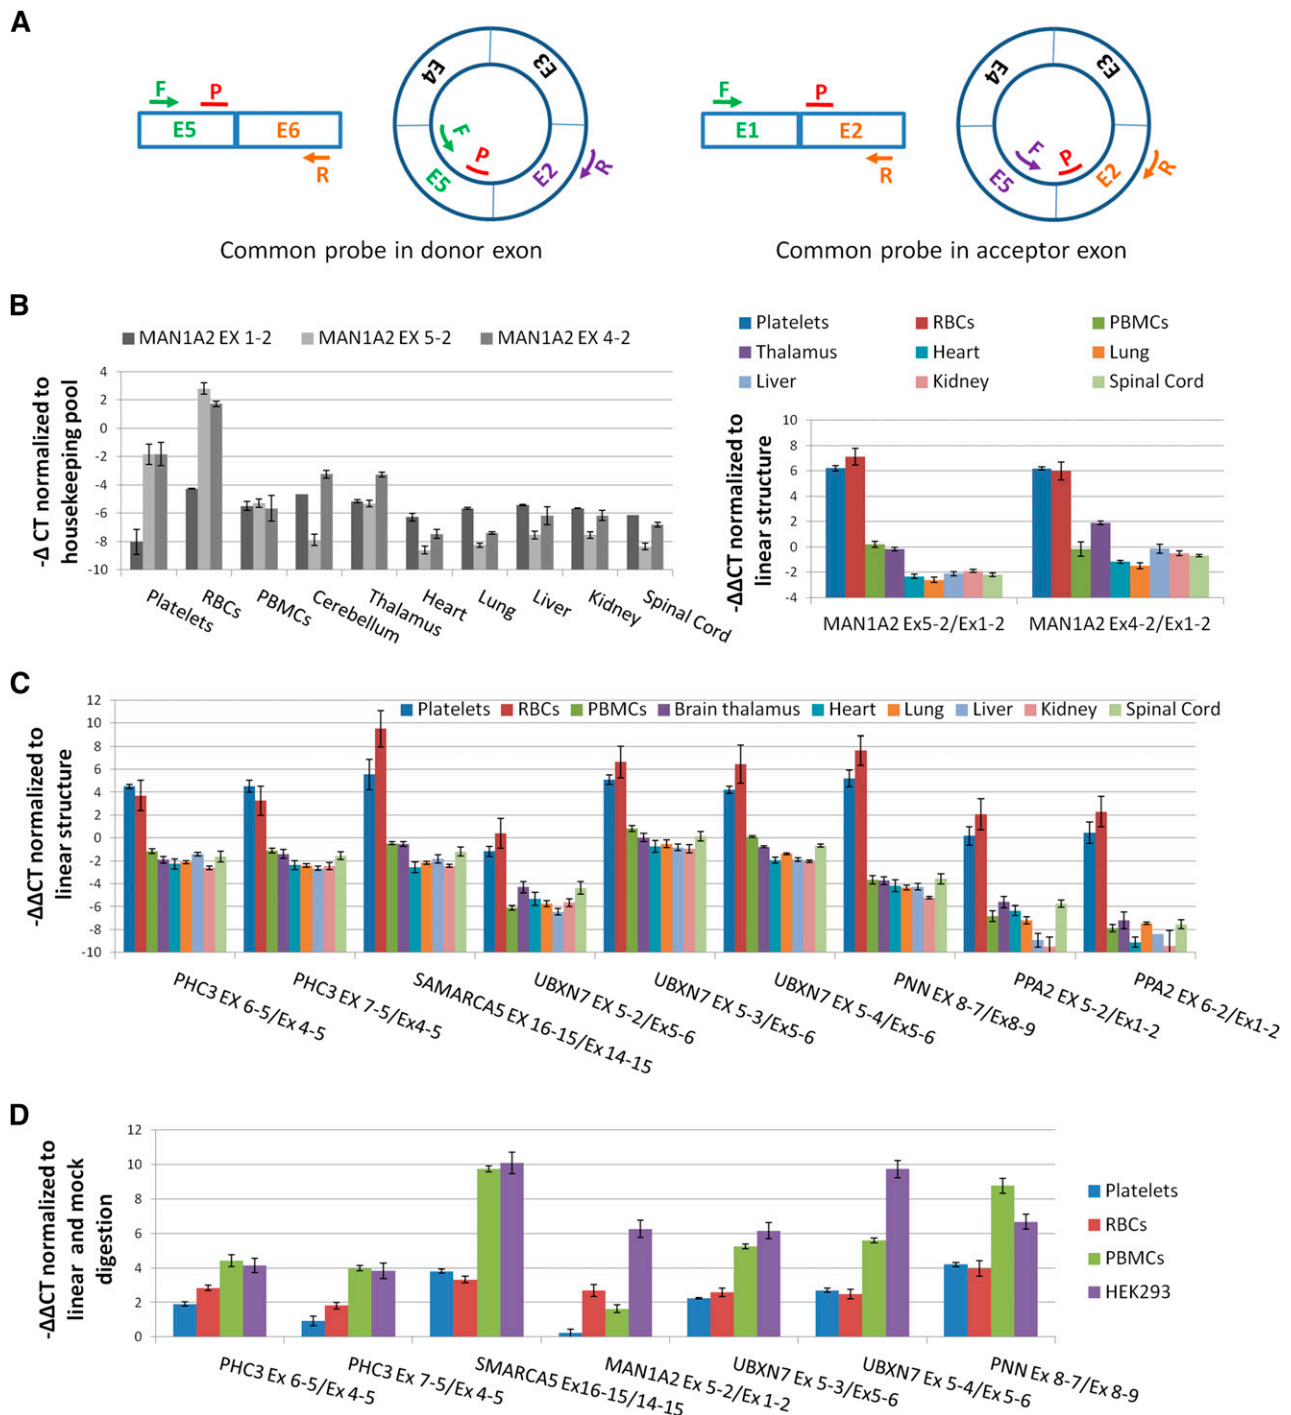 A
F
P
E5
E6
R
E4
E3
F
P
E5
E2
R
Common probe in donor exon
F
P
E1
E2
R
E4
E3
F
P
E5
E2
R
Common probe in acceptor exon
B
MAN1A2 EX 1-2
MAN1A2 EX 5-2
MAN1A2 EX 4-2
-Δ CT normalized to
housekeeping pool
4
2
0
-2
-4
-6
-8
-10
Platelets
RBCs
PBMCs
Cerebellum
Thalamus
Heart
Lung
Liver
Kidney
Spinal Cord
Platelets
RBCs
PBMCs
Thalamus
Heart
Lung
Liver
Kidney
Spinal Cord
-ΔΔCT normalized to
linear structure
10
8
6
4
2
0
-2
-4
MAN1A2 Ex5-2/Ex1-2
MAN1A2 Ex4-2/Ex1-2
C
-ΔΔCT normalized to
linear structure
12
10
8
6
4
2
0
-2
-4
-6
-8
-10
Platelets
RBCs
PBMCs
Brain thalamus
Heart
Lung
Liver
Kidney
Spinal Cord
PHC3 EX 6-5/Ex 4-5
PHC3 EX 7-5/Ex4-5
SAMARCA5 EX 16-15/Ex 14-15
UBXN7 EX 5-2/Ex5-6
UBXN7 EX 5-3/Ex5-6
UBXN7 EX 5-4/Ex5-6
PNN Ex 8-7/Ex8-9
PPA2 EX 5-2/Ex1-2
PPA2 EX 6-2/Ex1-2
D
-ΔΔCT normalized to
linear and mock
digestion
12
10
8
6
4
2
0
Platelets
RBCs
PBMCs
HEK293
PHC3 Ex 6-5/Ex 4-5
PHC3 Ex 7-5/Ex 4-5
SMARCA5 Ex16-15/14-15
MAN1A2 Ex 5-2/Ex 1-2
UBXN7 Ex 5-3/Ex5-6
UBXN7 Ex 5-4/Ex 5-6
PNN Ex 8-7/Ex 8-9